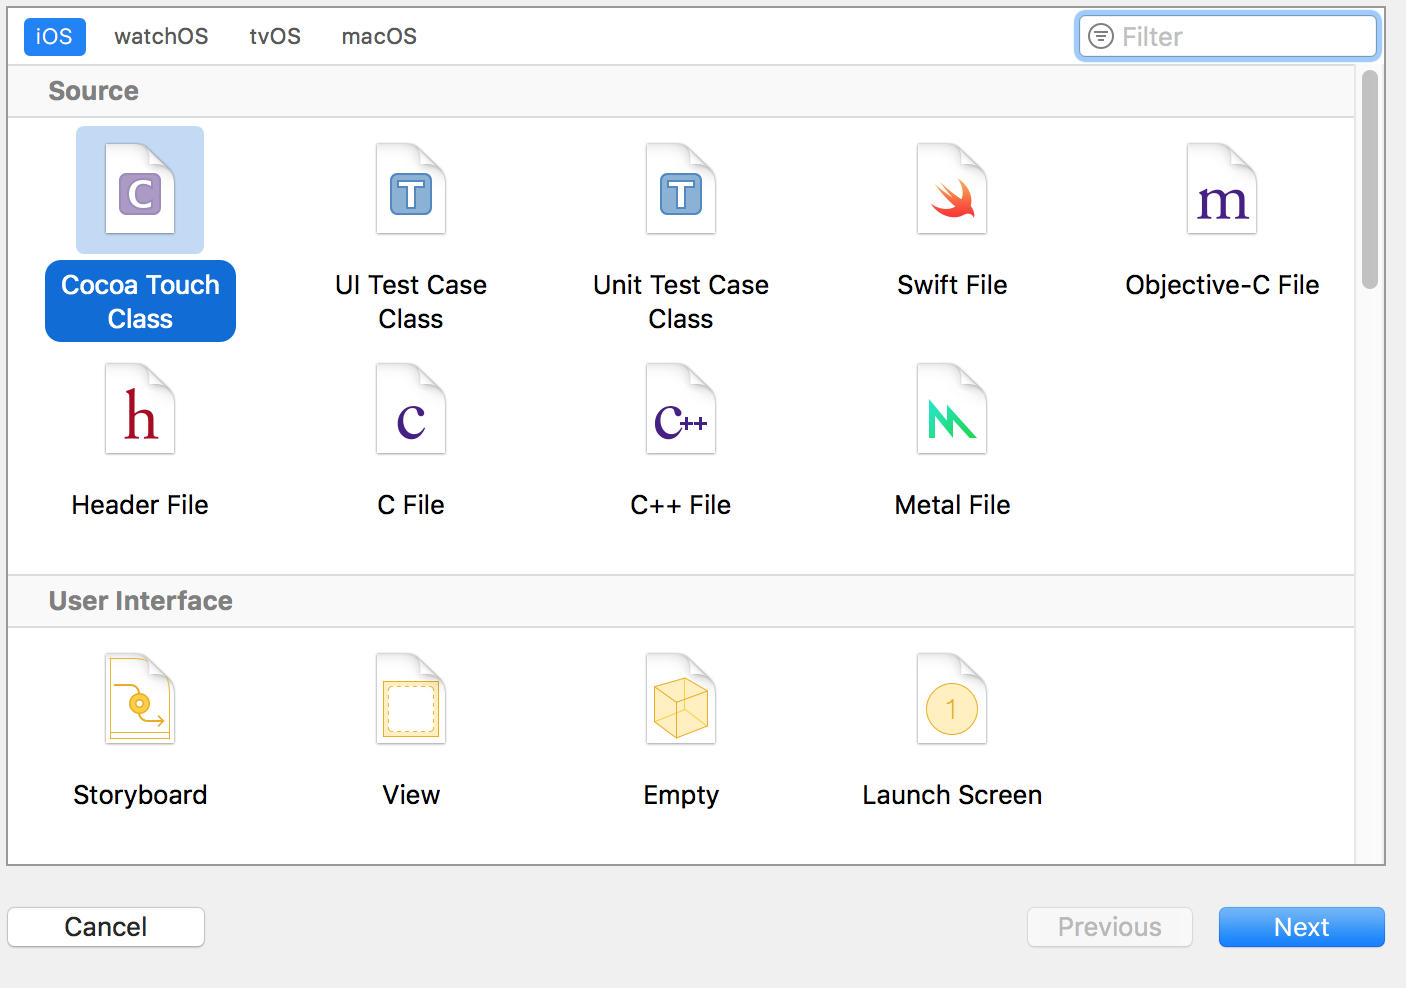 iOS watchOS tvOS macOS Filter
Source
C T T m
Cocoa Touch Class
UI Test Case Class
Unit Test Case Class
Swift File
Objective-C File
h c C++
Header File
C File
C++ File
Metal File
User Interface
1
Storyboard
View
Empty
Launch Screen
Cancel Previous Next